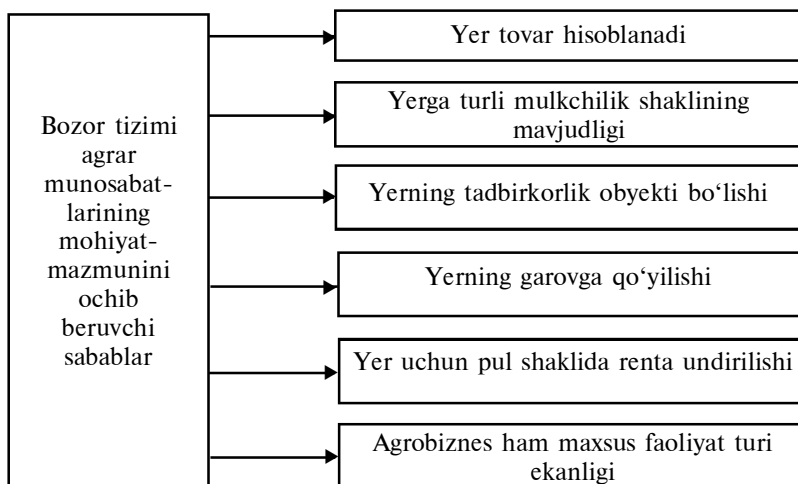 Bozor tizimi
agrar
munosabat-
larining
mohiyat-
mazmunini
ochib
beruvchi
sabablar
Yer tovar hisoblanadi
Yerga turli mulkchilik shaklining
mavjudligi
Yerning tadbirkorlik obyekti bo‘lishi
Yerning garovga qo‘yilishi
Yer uchun pul shaklida renta undirilishi
Agrobiznes ham maxsus faoliyat turi
ekanligi